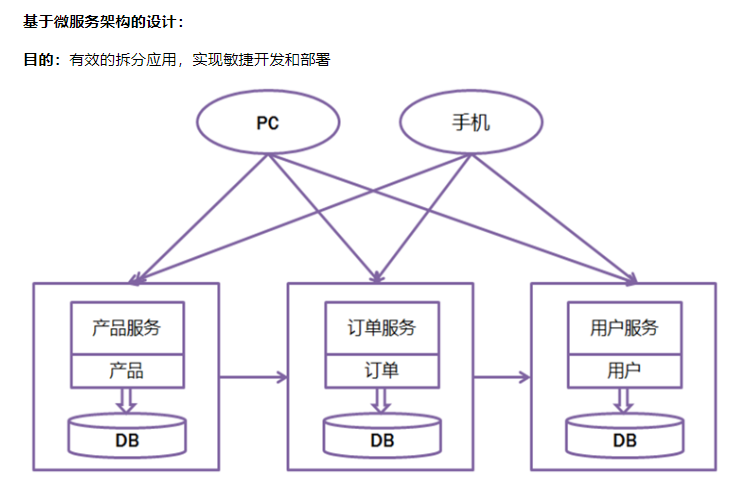 基于微服务架构的设计：
目的：有效的拆分应用，实现敏捷开发和部署
PC
手机
产品服务
产品
DB
订单服务
订单
DB
用户服务
用户
DB